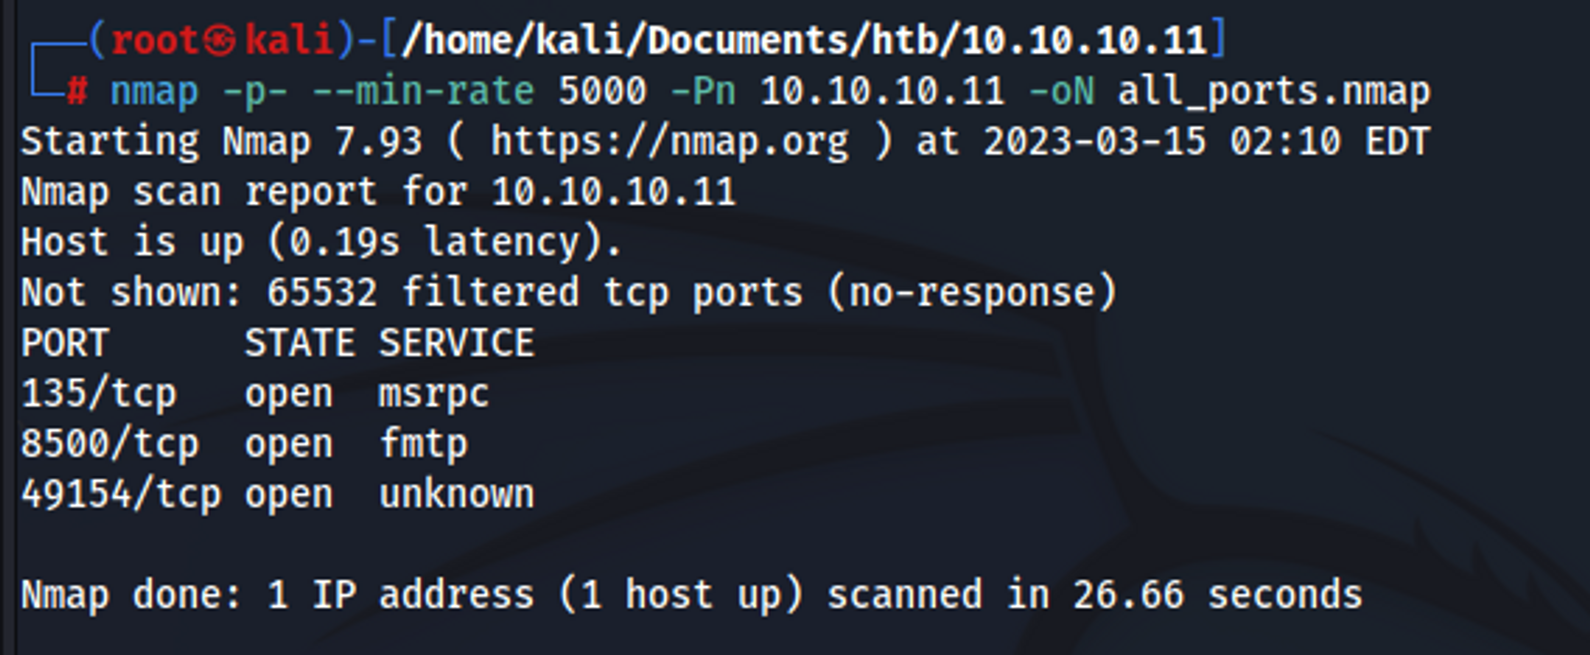 ┌──(root㉿kali)-[/home/kali/Documents/htb/10.10.10.11]
└─# nmap -p- --min-rate 5000 -Pn 10.10.10.11 -oN all_ports.nmap
Starting Nmap 7.93 ( https://nmap.org ) at 2023-03-15 02:10 EDT
Nmap scan report for 10.10.10.11
Host is up (0.19s latency).
Not shown: 65532 filtered tcp ports (no-response)
PORT      STATE SERVICE
135/tcp   open  msrpc
8500/tcp  open  fmtp
49154/tcp open  unknown
Nmap done: 1 IP address (1 host up) scanned in 26.66 seconds